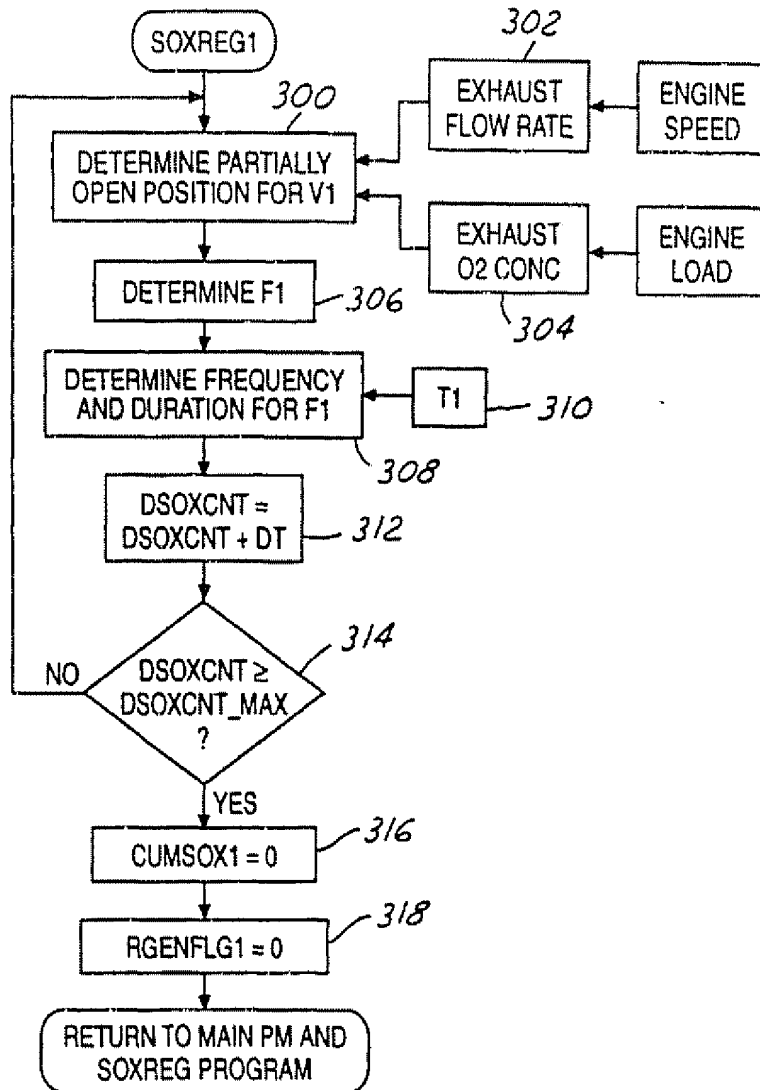 SOXREG1
300
302
EXHAUST
FLOW RATE
ENGINE
SPEED
DETERMINE PARTIALLY
OPEN POSITION FOR V1
EXHAUST
O2 CONC
304
ENGINE
LOAD
DETERMINE F1
306
DETERMINE FREQUENCY
AND DURATION FOR F1
308
T1
310
DSOXCNT =
DSOXCNT + DT
312
314
NO
DSOXCNT ≥
DSOXCNT_MAX
?
YES
CUMSOX1 = 0
316
RGENFLG1 = 0
318
RETURN TO MAIN PM AND
SOXREG PROGRAM